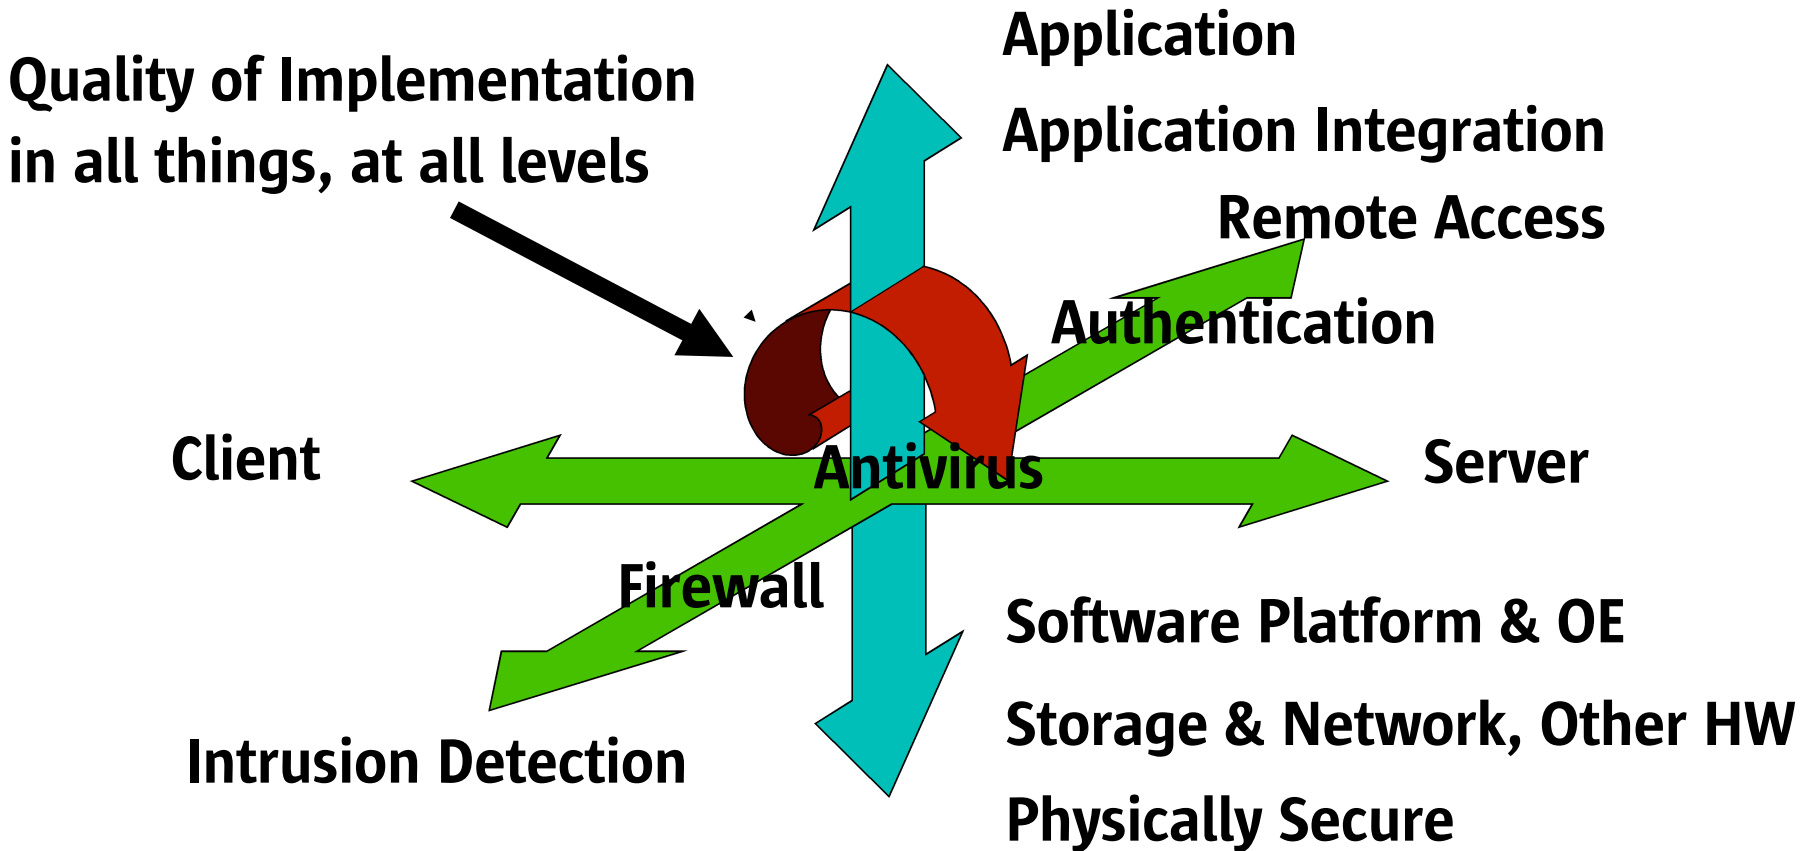 Application
Quality of Implementation
in all things, at all levels
Application Integration
Remote Access
Authentication
Client
Antivirus
Server
Firewall
Software Platform & OE
Intrusion Detection
Storage & Network, Other HW
Physically Secure